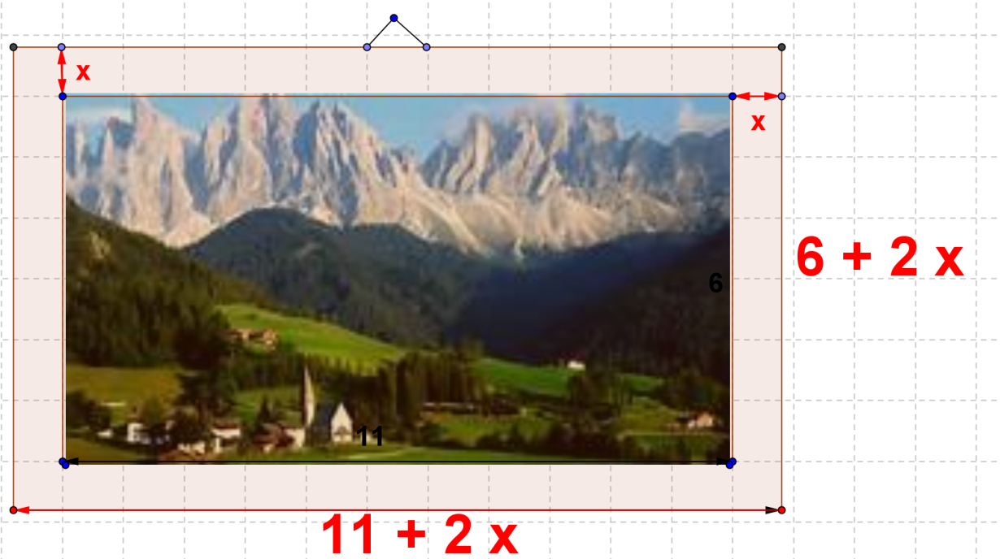 x
x
6 + 2 x
6
11
11 + 2 x